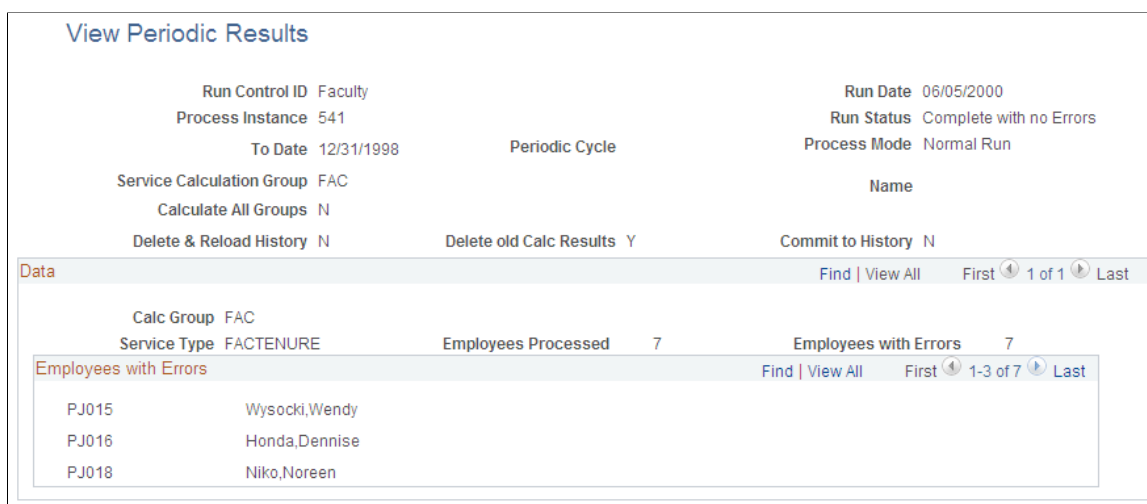 View Periodic Results
Run Control ID Faculty Run Date 06/05/2000
Process Instance 541 Run Status Complete with no Errors
To Date 12/31/1998 Periodic Cycle Process Mode Normal Run
Service Calculation Group FAC Name
Calculate All Groups N
Delete & Reload History N Delete old Calc Results Y Commit to History N
Data Find | View All First 1 of 1 Last
Calc Group FAC
Service Type FACTENURE Employees Processed 7 Employees with Errors 7
Employees with Errors Find | View All First 1-3 of 7 Last
PJ015 Wysocki,Wendy
PJ016 Honda,Dennise
PJ018 Niko,Noreen